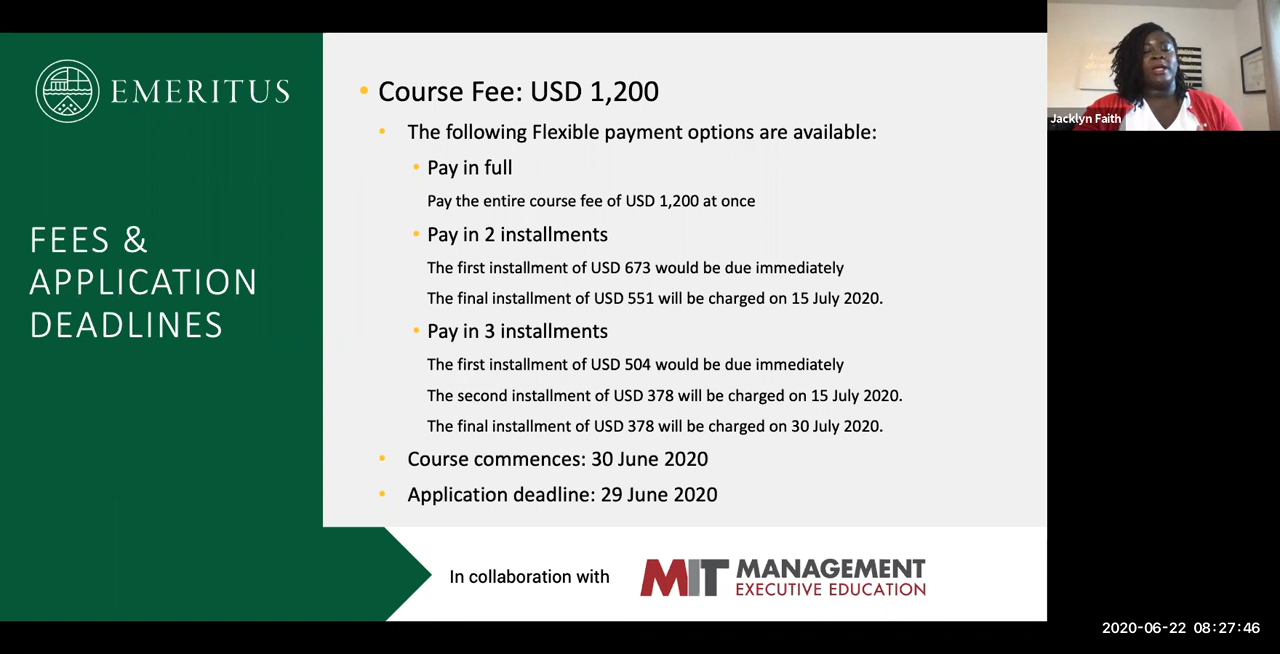 EMERITUS
FEES &
APPLICATION
DEADLINES
Course Fee: USD 1,200
The following Flexible payment options are available:
Pay in full
Pay the entire course fee of USD 1,200 at once
Pay in 2 installments
The first installment of USD 673 would be due immediately
The final installment of USD 551 will be charged on 15 July 2020.
Pay in 3 installments
The first installment of USD 504 would be due immediately
The second installment of USD 378 will be charged on 15 July 2020.
The final installment of USD 378 will be charged on 30 July 2020.
Course commences: 30 June 2020
Application deadline: 29 June 2020
In collaboration with
MIT MANAGEMENT
EXECUTIVE EDUCATION
Jacklyn Faith
2020-06-22 08:27:46